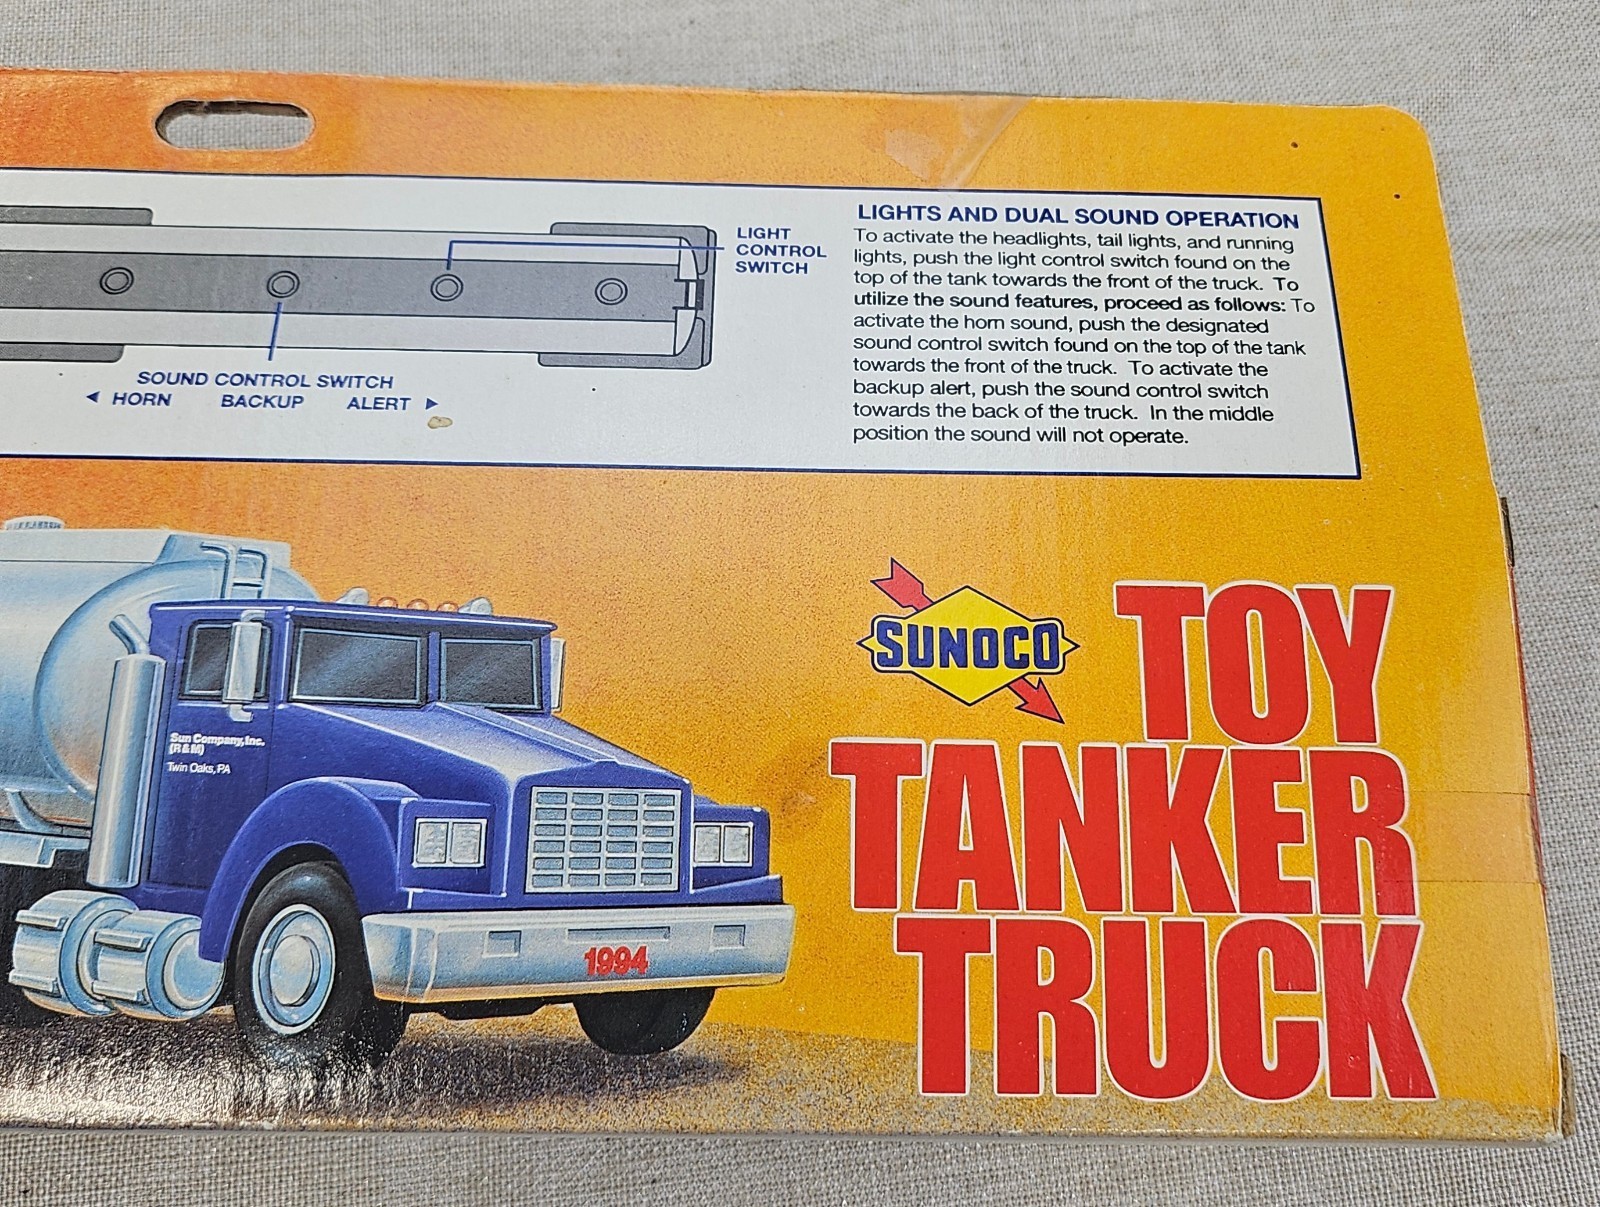 LIGHT
CONTROL
SWITCH
SOUND CONTROL SWITCH
◄ HORN BACKUP ALERT ►
LIGHTS AND DUAL SOUND OPERATION
To activate the headlights, tail lights, and running
lights, push the light control switch found on the
top of the tank towards the front of the truck. To
utilize the sound features, proceed as follows: To
activate the horn sound, push the designated
sound control switch found on the top of the tank
towards the front of the truck. To activate the
backup alert, push the sound control switch
towards the back of the truck. In the middle
position the sound will not operate.
Sun Company, Inc.
(R&M)
Twin Oaks, PA
1994
SUNOCO
TOY
TANKER
TRUCK